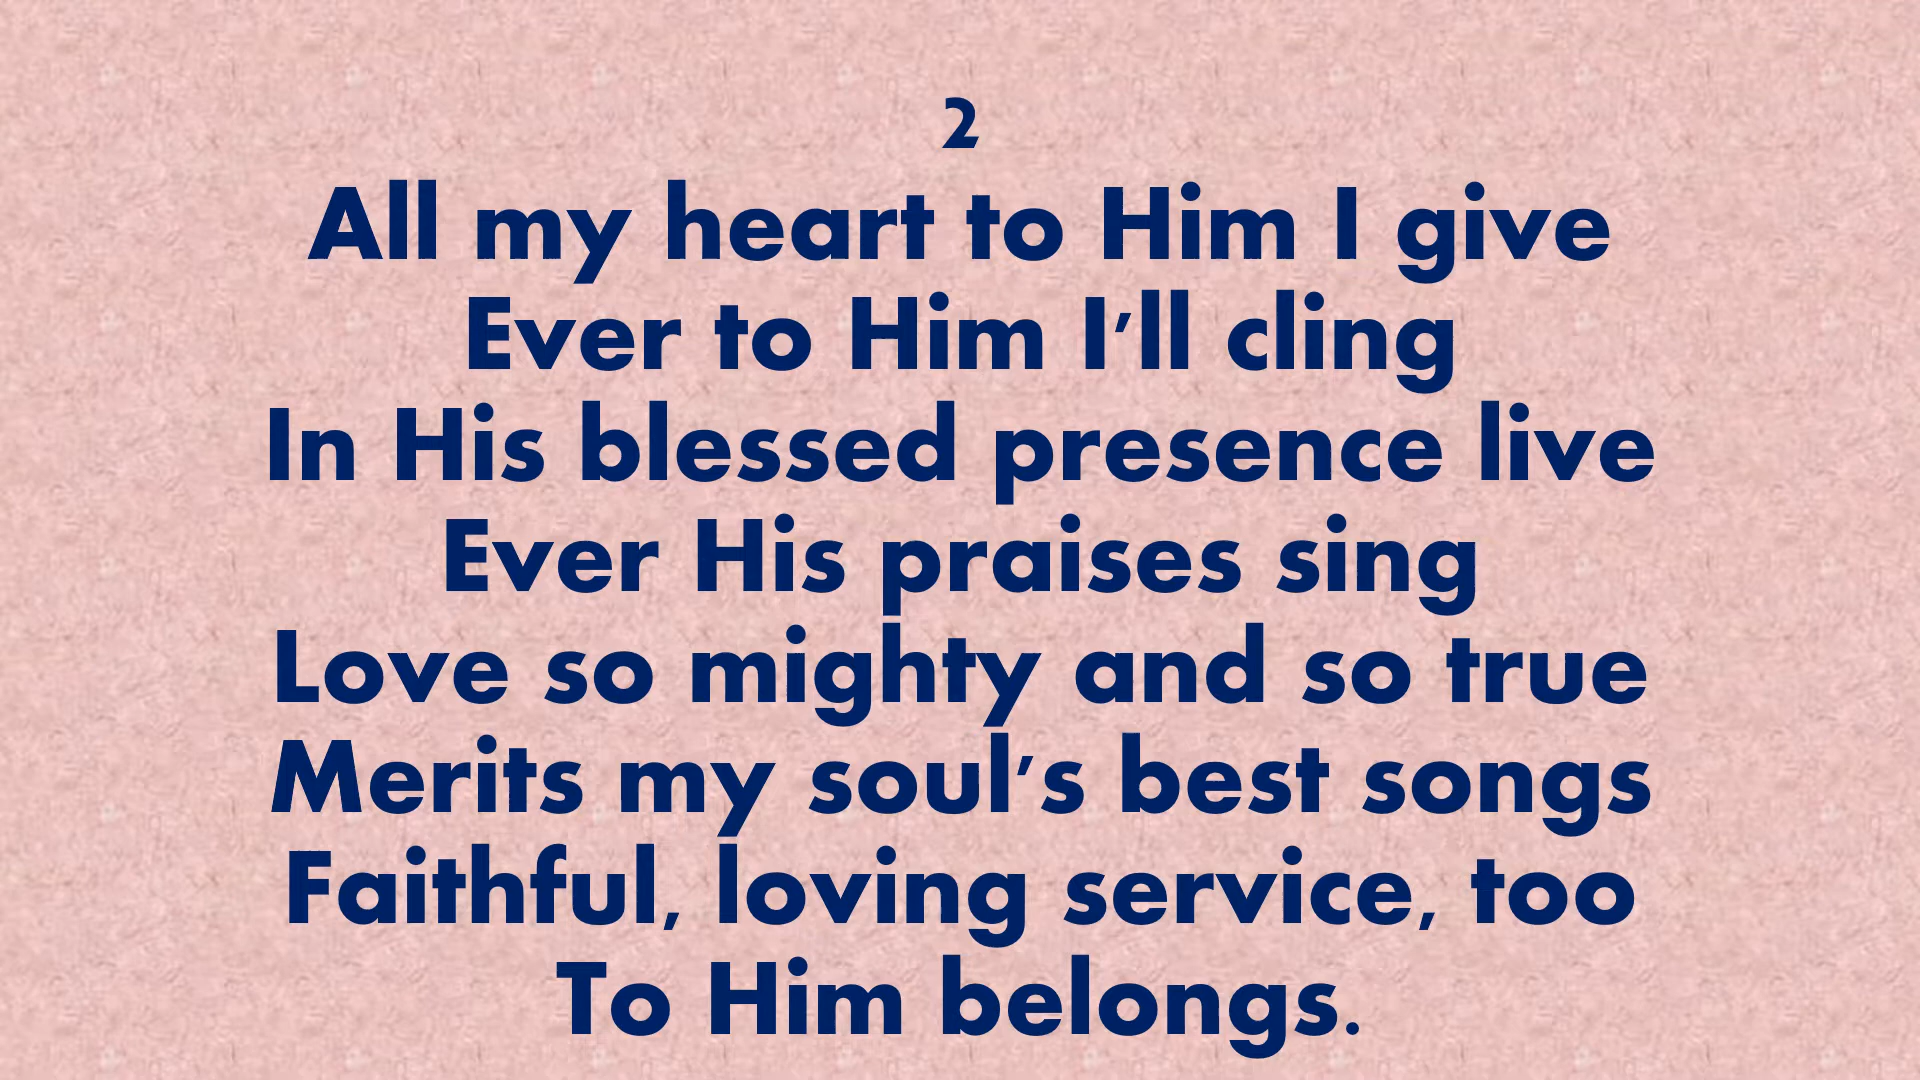 2
All my heart to Him I give
Ever to Him I’ll cling
In His blessed presence live
Ever His praises sing
Love so mighty and so true
Merits my soul’s best songs
Faithful, loving service, too
To Him belongs.